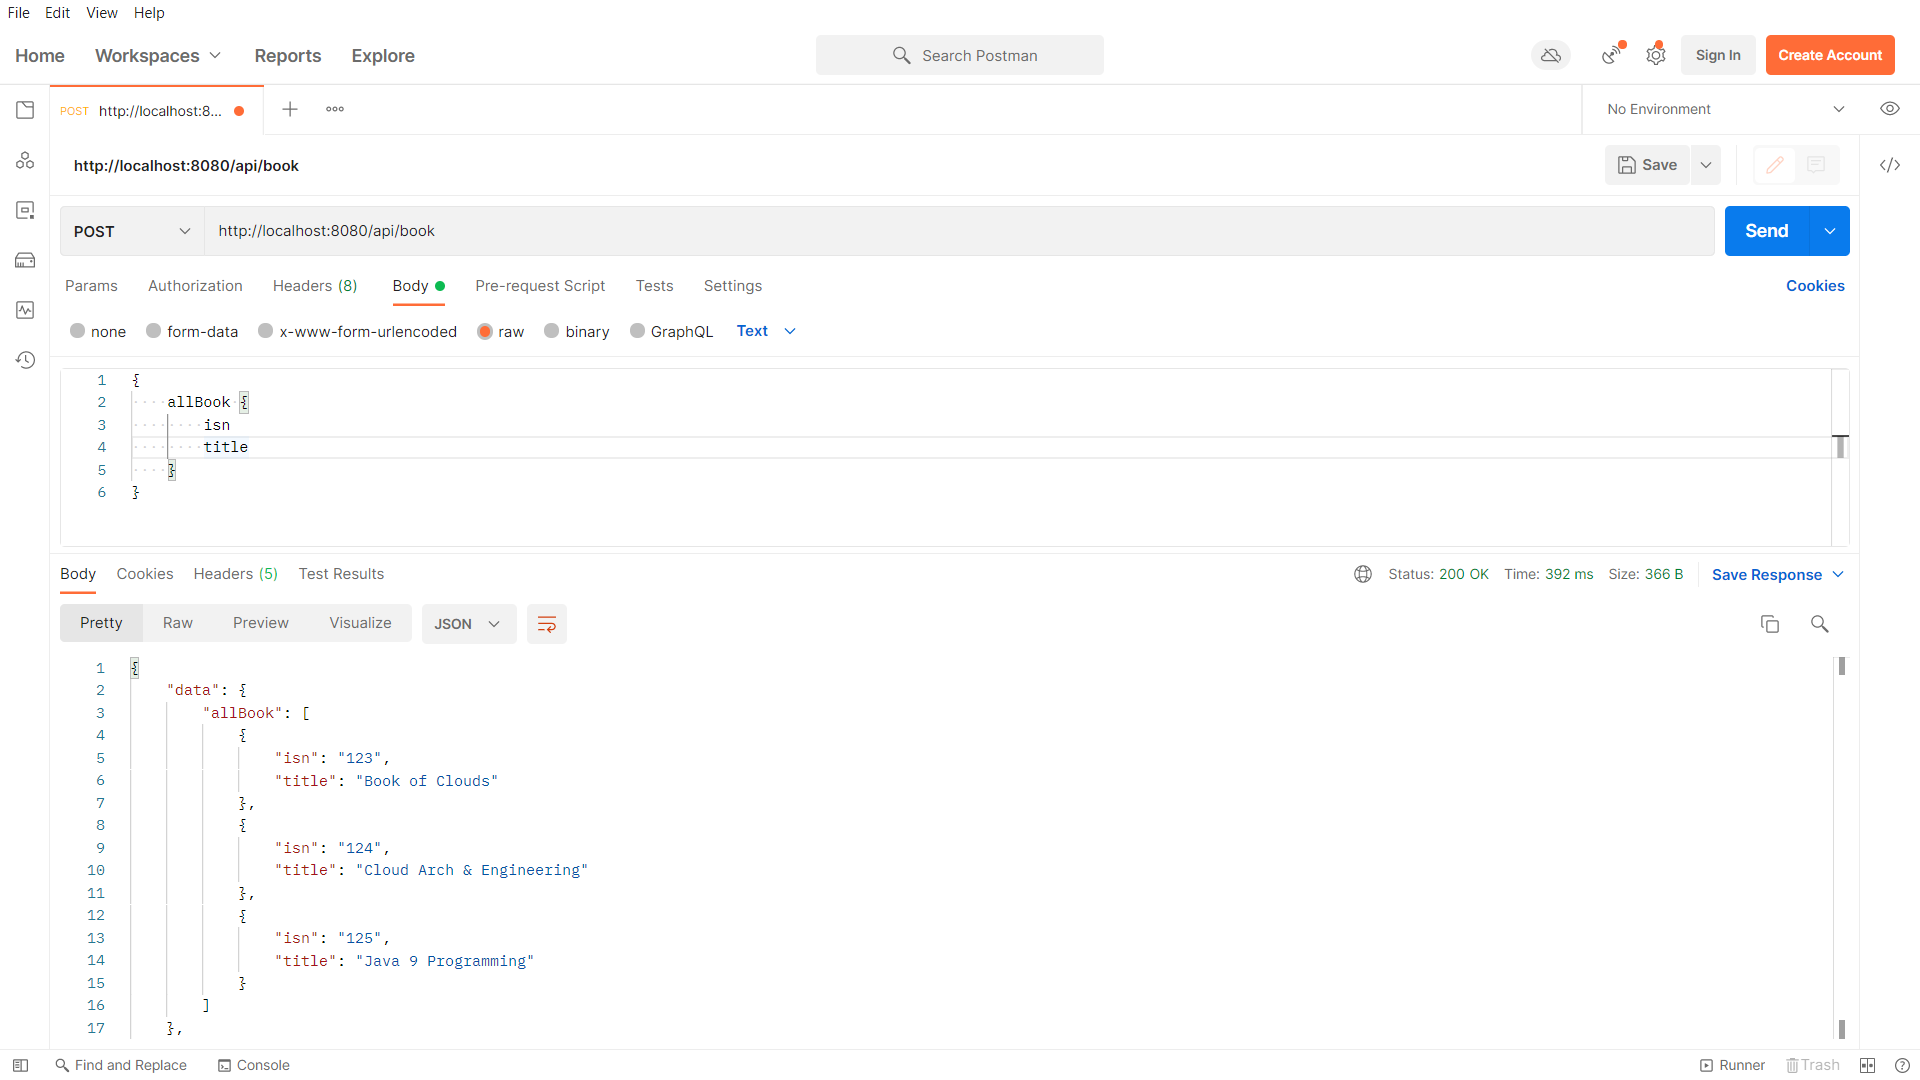 File Edit View Help
Home Workspaces Reports Explore Search Postman Sign In Create Account
POST http://localhost:8... No Environment
http://localhost:8080/api/book Save
POST http://localhost:8080/api/book Send
Params Authorization Headers (8) Body Pre-request Script Tests Settings Cookies
none form-data x-www-form-urlencoded raw binary GraphQL Text
1 {
2 allBook {
3 isn
4 title
5 }
6 }
Body Cookies Headers (5) Test Results Status: 200 OK Time: 392 ms Size: 366 B Save Response
Pretty Raw Preview Visualize JSON
1 {
2 "data": {
3 "allBook": [
4 {
5 "isn": "123",
6 "title": "Book of Clouds"
7 },
8 {
9 "isn": "124",
10 "title": "Cloud Arch & Engineering"
11 },
12 {
13 "isn": "125",
14 "title": "Java 9 Programming"
15 }
16 ]
17 },
Find and Replace Console Runner Trash